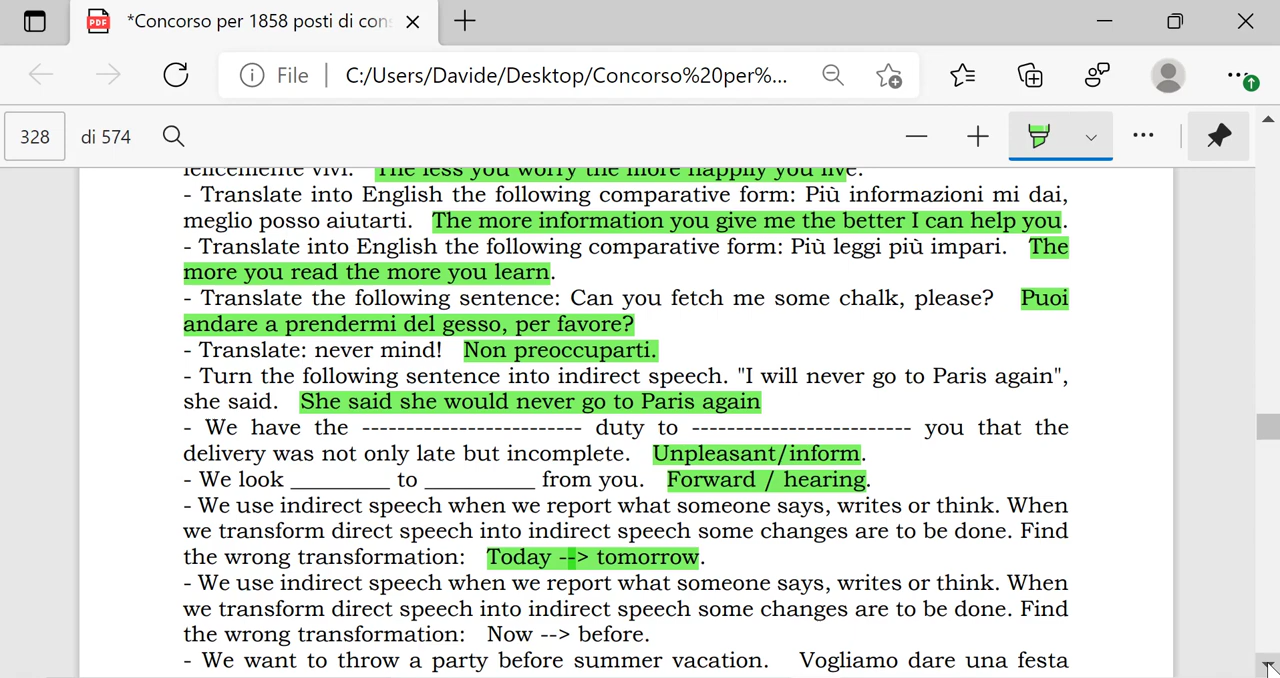 *Concorso per 1858 posti di con
File C:/Users/Davide/Desktop/Concorso%20per%...
328 di 574
felicemente vivi. The less you worry the more happily you live.
- Translate into English the following comparative form: Più informazioni mi dai,
meglio posso aiutarti. The more information you give me the better I can help you.
- Translate into English the following comparative form: Più leggi più impari. The
more you read the more you learn.
- Translate the following sentence: Can you fetch me some chalk, please? Puoi
andare a prendermi del gesso, per favore?
- Translate: never mind! Non preoccuparti.
- Turn the following sentence into indirect speech. "I will never go to Paris again",
she said. She said she would never go to Paris again
- We have the ------------------------- duty to ------------------------- you that the
delivery was not only late but incomplete. Unpleasant/inform.
- We look _________ to __________ from you. Forward / hearing.
- We use indirect speech when we report what someone says, writes or think. When
we transform direct speech into indirect speech some changes are to be done. Find
the wrong transformation: Today --> tomorrow.
- We use indirect speech when we report what someone says, writes or think. When
we transform direct speech into indirect speech some changes are to be done. Find
the wrong transformation: Now --> before.
- We want to throw a party before summer vacation. Vogliamo dare una festa